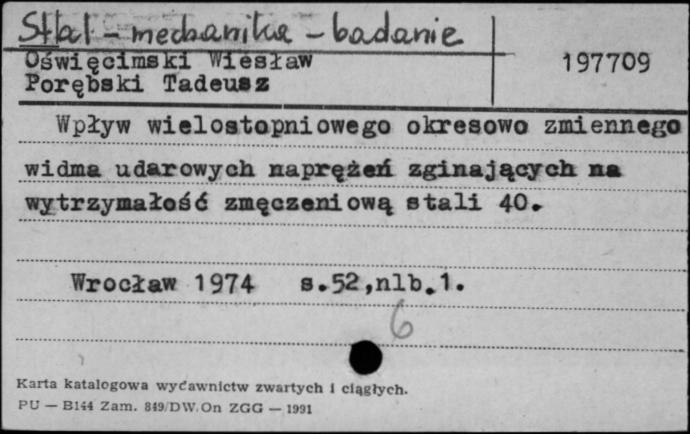 Stal - mechanika - badanie
Oświęcimski Wiesław
197709
Porębski Tadeusz
Wpływ wielostopniowego okresowo zmiennego
widma udarowych naprężeń zginających na
wytrzymałość zmęczeniową stali 40.
Wrocław 1974 s.52,nlb.1.
6
Karta katalogowa wydawnictw zwartych i ciągłych.
PU — B144 Zam. 849/DW.On ZGG — 1991